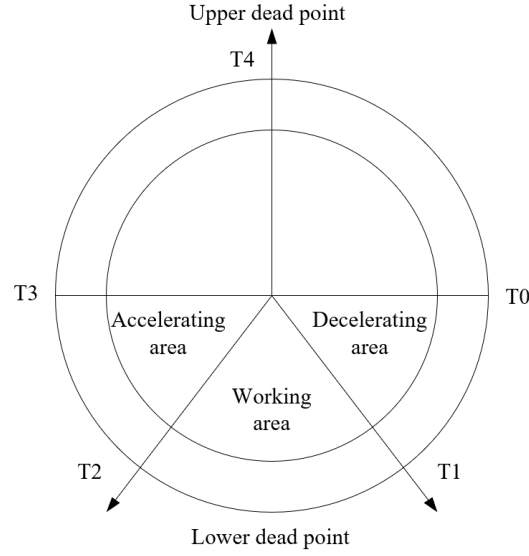 Upper dead point
T4
T3
T0
Accelerating
area
Decelerating
area
Working
area
T2
T1
Lower dead point